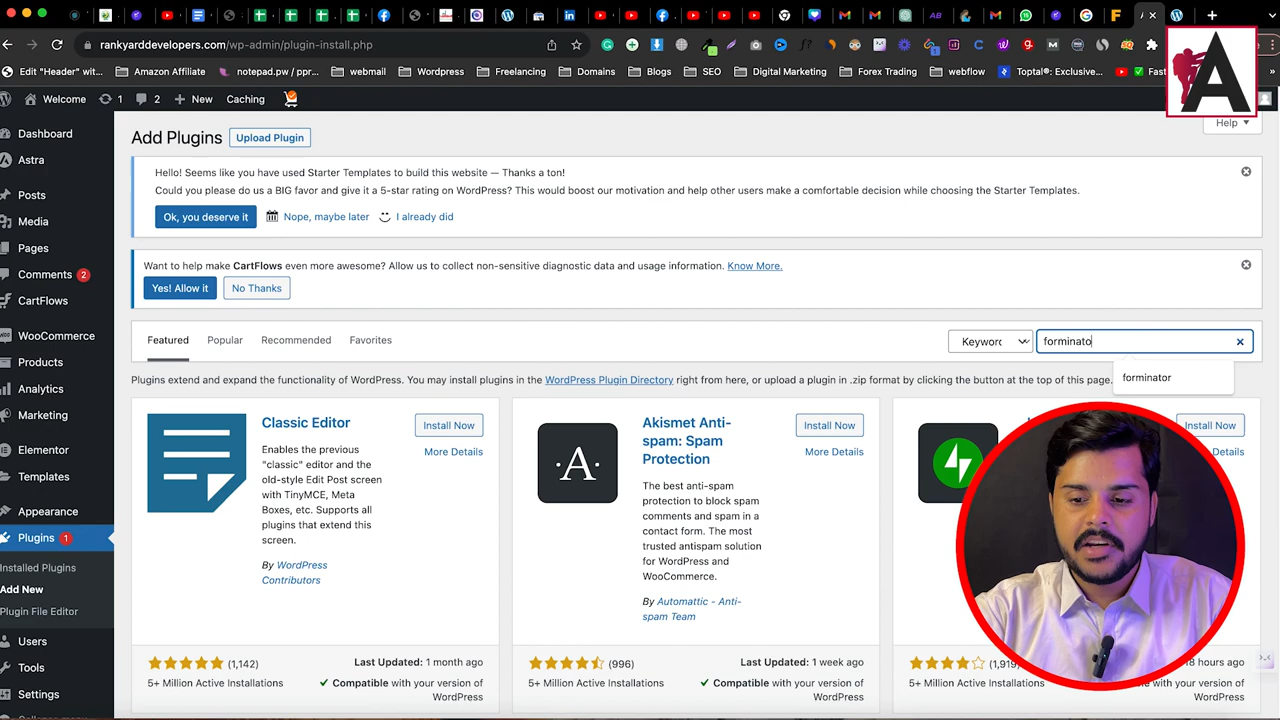 rankyarddevelopers.com/wp-admin/plugin-install.php
Edit "Header" wit...
Amazon Affiliate
notepad.pw / ppr...
webmail
Wordpress
Freelancing
Domains
Blogs
SEO
Digital Marketing
Forex Trading
webflow
Toptal®: Exclusive...
A
Welcome
1
2
New
Caching
Dashboard
Astra
Posts
Media
Pages
Comments 2
CartFlows
WooCommerce
Products
Analytics
Marketing
Elementor
Templates
Appearance
Plugins 1
Installed Plugins
Add New
Plugin File Editor
Users
Tools
Settings
Add Plugins
Upload Plugin
Help
Hello! Seems like you have used Starter Templates to build this website — Thanks a ton!
Could you please do us a BIG favor and give it a 5-star rating on WordPress? This would boost our motivation and help other users make a comfortable decision while choosing the Starter Templates.
Ok, you deserve it
Nope, maybe later
I already did
Want to help make CartFlows even more awesome? Allow us to collect non-sensitive diagnostic data and usage information. Know More.
Yes! Allow it
No Thanks
Featured
Popular
Recommended
Favorites
Keyword
forminato
forminator
Plugins extend and expand the functionality of WordPress. You may install plugins in the WordPress Plugin Directory right from here, or upload a plugin in .zip format by clicking the button at the top of this page.
Classic Editor
Install Now
More Details
Enables the previous
"classic" editor and the
old-style Edit Post screen
with TinyMCE, Meta
Boxes, etc. Supports all
plugins that extend this
screen.
By WordPress
Contributors
(1,142)
Last Updated: 1 month ago
5+ Million Active Installations
Compatible with your version of
WordPress
Akismet Anti-
spam: Spam
Protection
Install Now
More Details
The best anti-spam
protection to block spam
comments and spam in a
contact form. The most
trusted antispam solution
for WordPress and
WooCommerce.
By Automattic - Anti-
spam Team
(996)
Last Updated: 1 week ago
5+ Million Active Installations
Compatible with your version of
WordPress
Install Now
Details
18 hours ago
5+ Million Active Installations
with your version of
WordPress